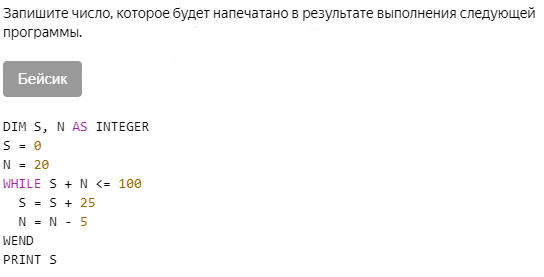 Запишите число, которое будет напечатано в результате выполнения следующей
программы.
Бейсик
DIM S, N AS INTEGER
S = 0
N = 20
WHILE S + N <= 100
  S = S + 25
  N = N - 5
WEND
PRINT S